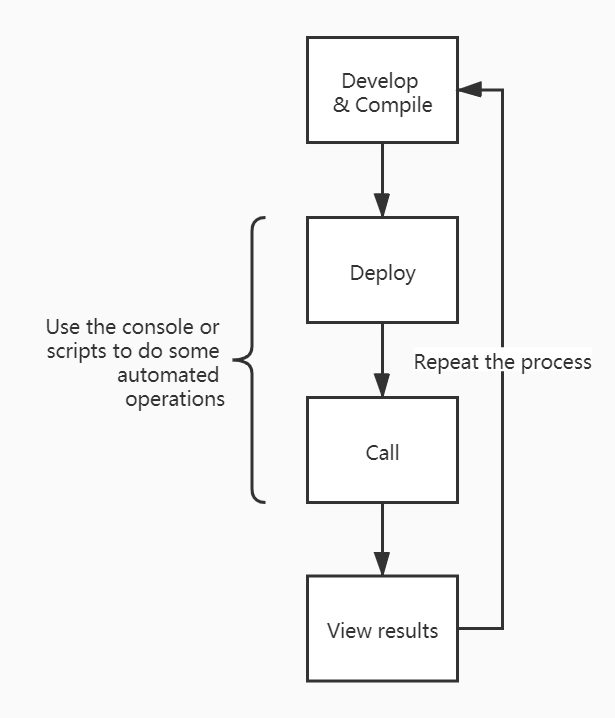 Develop
& Compile
Deploy
Use the console or
scripts to do some
automated
operations
Repeat the process
Call
View results